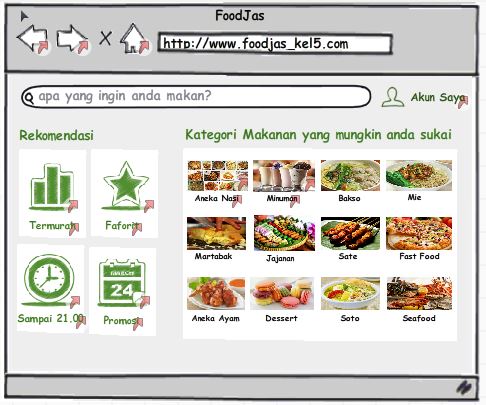 FoodJas
http://www.foodjas_kel5.com
apa yang ingin anda makan?
Akun Saya
Rekomendasi
Kategori Makanan yang mungkin anda sukai
Termurah
Faforit
Sampai 21.00
24
Promosi
Aneka Nasi
Minuman
Bakso
Mie
Martabak
Jajanan
Sate
Fast Food
Aneka Ayam
Dessert
Soto
Seafood